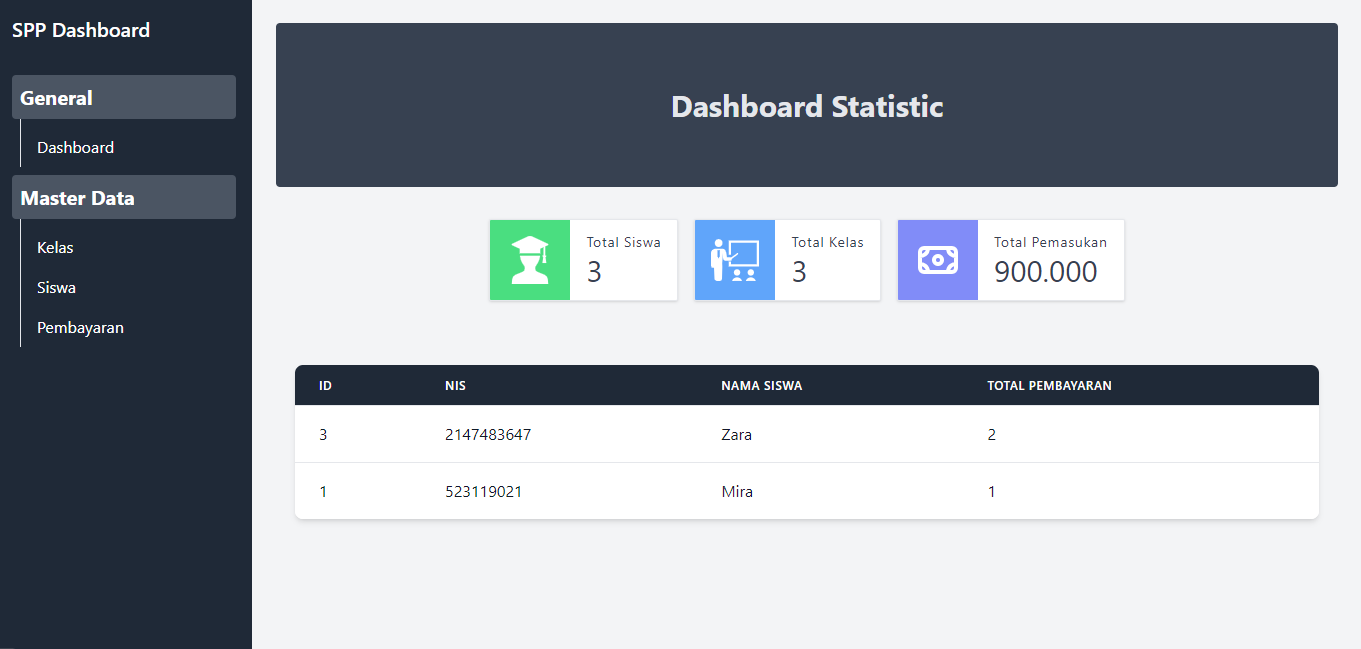 SPP Dashboard
General
Dashboard
Master Data
Kelas
Siswa
Pembayaran
Dashboard Statistic
Total Siswa
3
Total Kelas
3
Total Pemasukan
900.000
ID NIS NAMA SISWA TOTAL PEMBAYARAN
3 2147483647 Zara 2
1 523119021 Mira 1